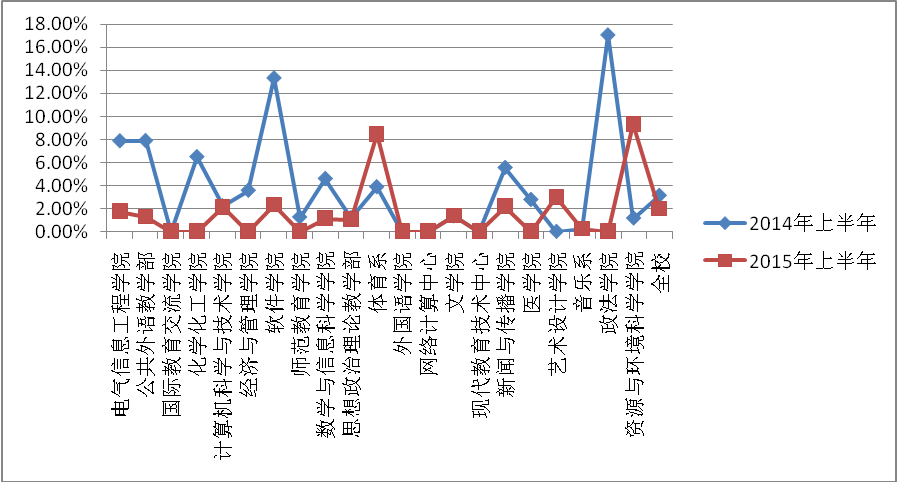 18.00%
16.00%
14.00%
12.00%
10.00%
8.00%
6.00%
4.00%
2.00%
0.00%
电气信息工程学院
公共外语教学部
国际教育交流学院
化学化工学院
计算机科学与技术学院
经济与管理学院
软件学院
师范教育学院
数学与信息科学学院
思想政治理论教学部
体育系
外国语学院
网络计算中心
文学院
现代教育技术中心
新闻与传播学院
医学院
艺术设计学院
音乐系
政法学院
资源与环境科学学院
全校
2014年上半年
2015年上半年